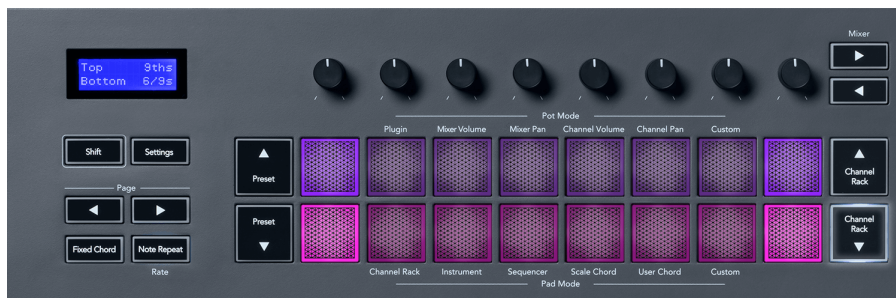 Top 9ths
Bottom 6/9s
Mixer
Pot Mode
Plugin Mixer Volume Mixer Pan Channel Volume Channel Pan Custom
Shift Settings
Preset
Channel
Rack
Page
Preset
Channel
Rack
Fixed Chord Note Repeat
Rate
Channel Rack Instrument Sequencer Scale Chord User Chord Custom
Pad Mode